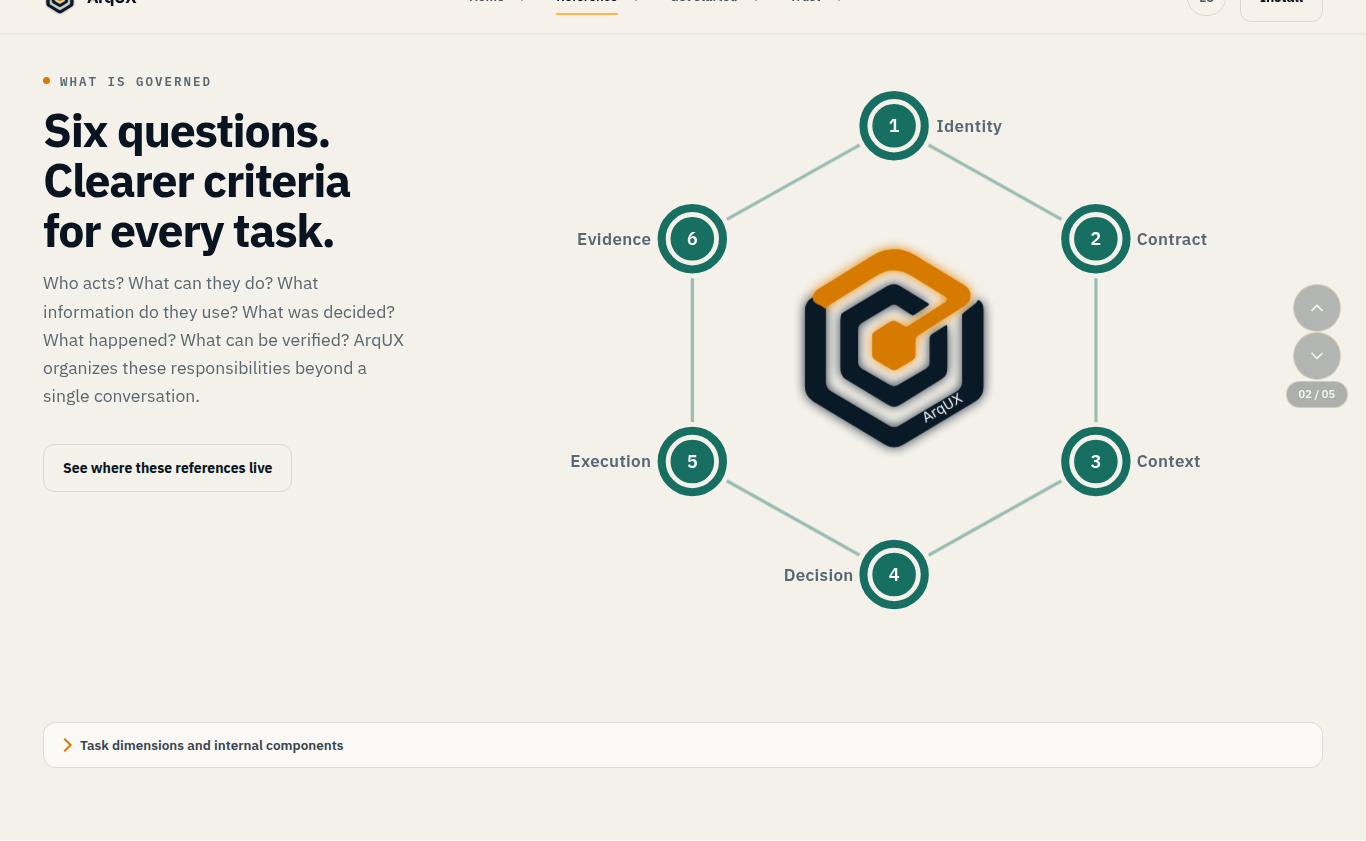 WHAT IS GOVERNED
Six questions.
Clearer criteria
for every task.
Who acts? What can they do? What
information do they use? What was decided?
What happened? What can be verified? ArqUX
organizes these responsibilities beyond a
single conversation.
See where these references live
1 Identity
2 Contract
3 Context
Decision 4
Execution 5
Evidence 6
ArqUX
02 / 05
Task dimensions and internal components